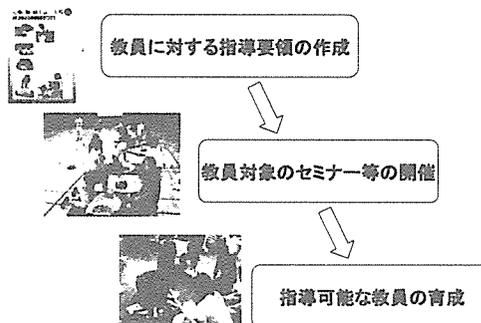 教員に対する指導要領の作成
教員対象のセミナー等の開催
指導可能な教員の育成